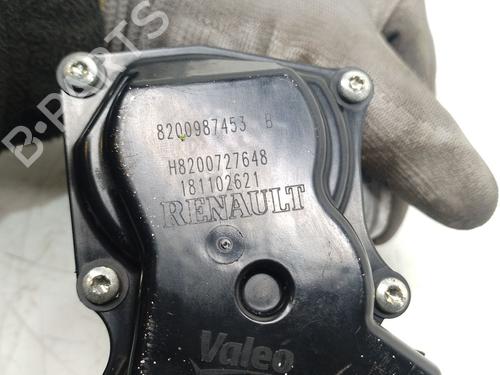 8200987453 B
H8200727648
181102621
RENAULT
Valeo
B-PARTS